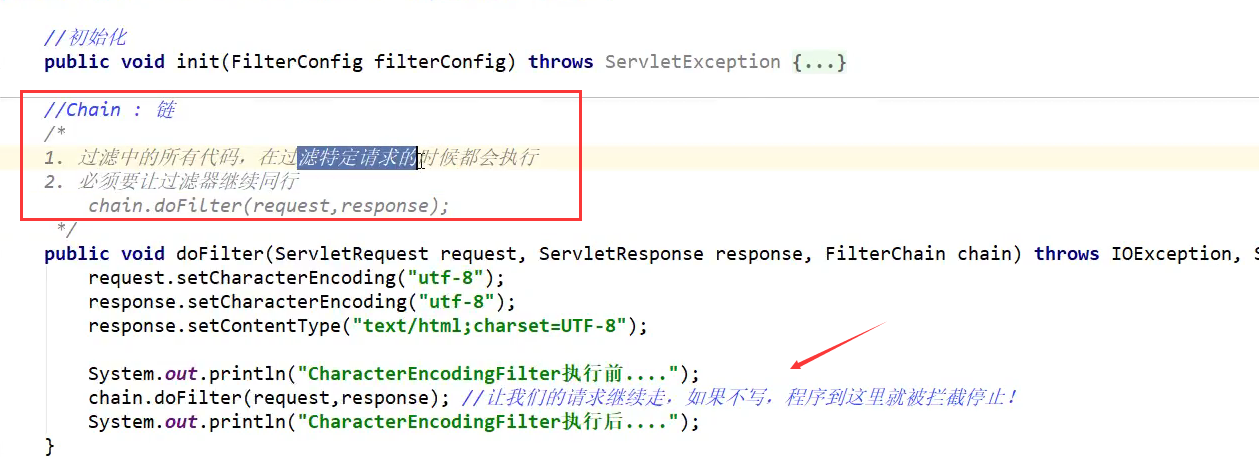 //初始化
public void init(FilterConfig filterConfig) throws ServletException {...}
//Chain : 链
/*
1. 过滤中的所有代码，在过滤特定请求的时候都会执行
2. 必须要让过滤器继续同行
chain.doFilter(request,response);
*/
public void doFilter(ServletRequest request, ServletResponse response, FilterChain chain) throws IOException, S
request.setCharacterEncoding("utf-8");
response.setCharacterEncoding("utf-8");
response.setContentType("text/html;charset=UTF-8");
System.out.println("CharacterEncodingFilter执行前....");
chain.doFilter(request,response); //让我们的请求继续走，如果不写，程序到这里就被拦截停止！
System.out.println("CharacterEncodingFilter执行后....");
}